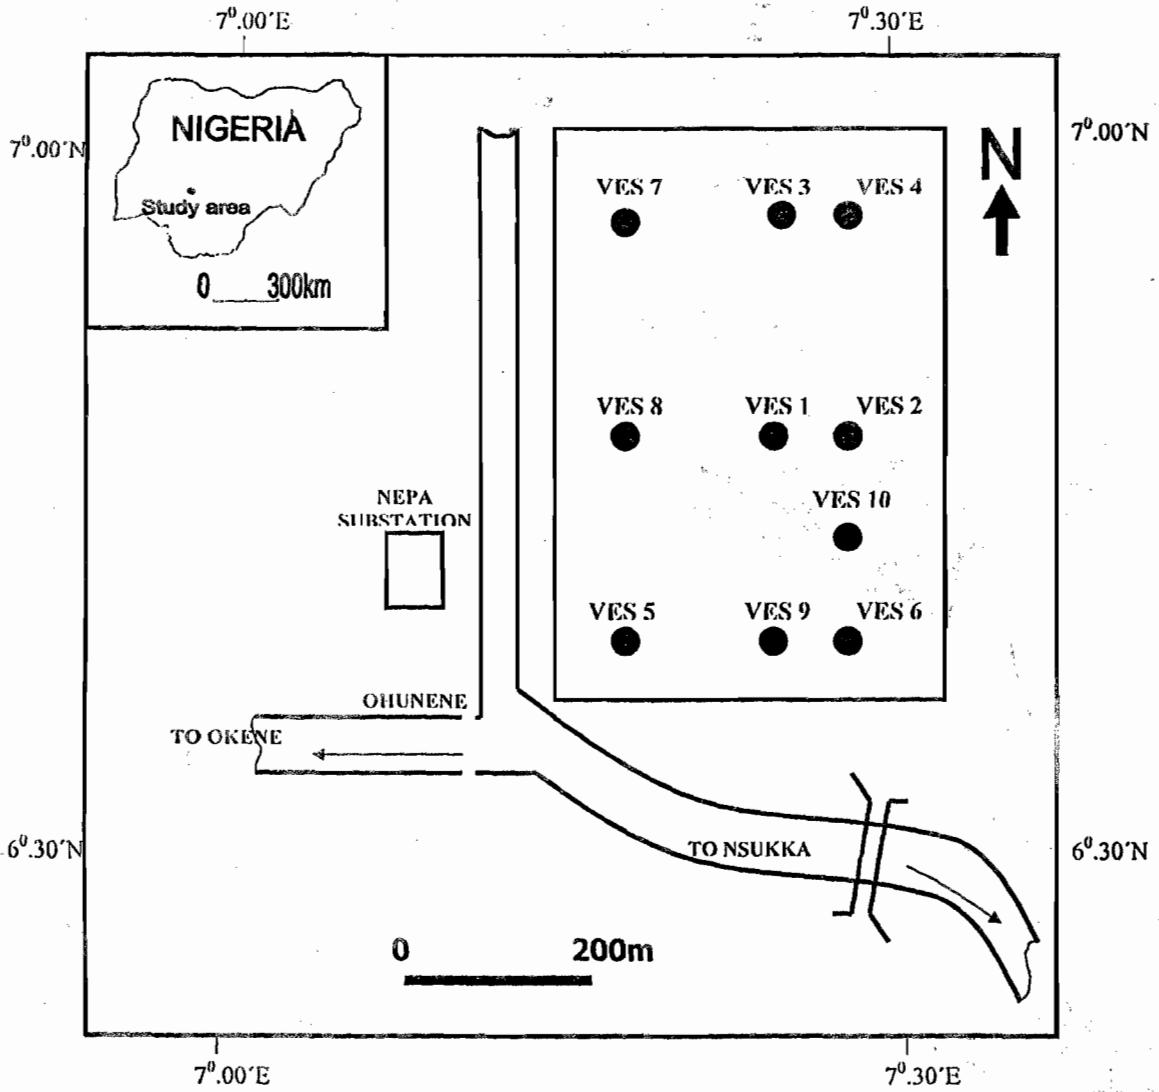 7⁰.00´E
7⁰.30´E
7⁰.00´N
7⁰.00´N
NIGERIA
Study area
0 300km
N
VES 7
VES 3
VES 4
VES 8
VES 1
VES 2
VES 10
NEPA
SUBSTATION
VES 5
VES 9
VES 6
OHUNENE
TO OKENE
TO NSUKKA
6⁰.30´N
6⁰.30´N
0 200m
7⁰.00´E
7⁰.30´E